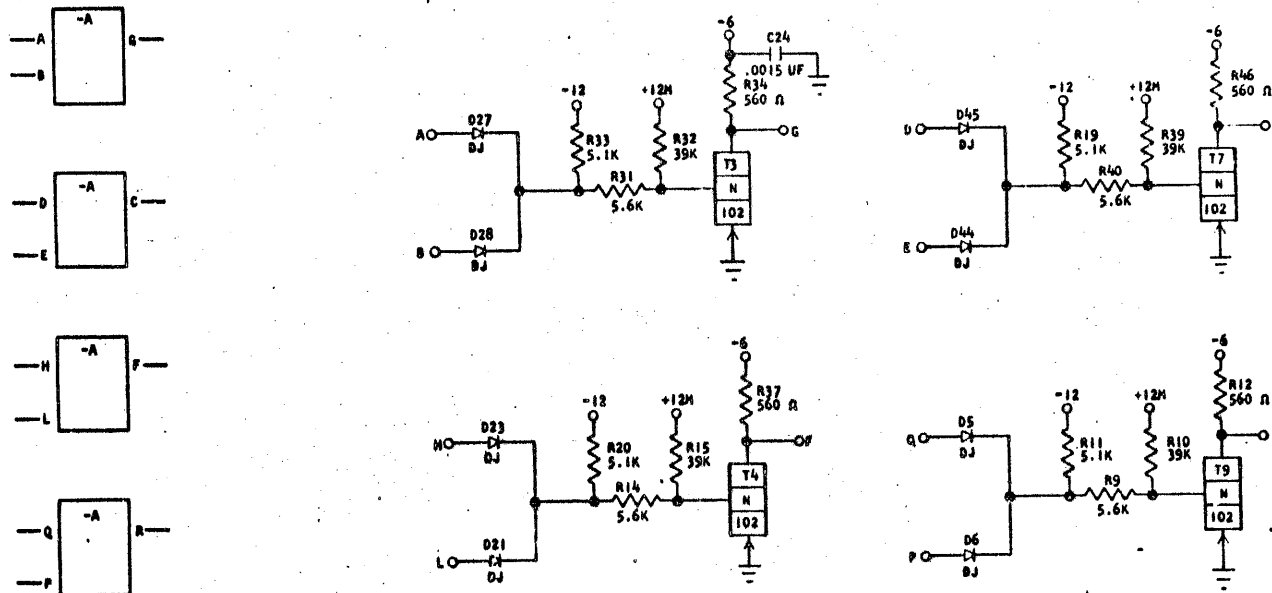 -A
A
G
B
-A
D
C
E
-A
H
F
L
-A
Q
R
P
-6
C24
.0015 UF
R34
560 Ω
-12
+12M
D27
A
DJ
R33
5.1K
R32
39K
G
R31
5.6K
T3
N
102
D28
B
DJ
-6
R46
560 Ω
-12
+12M
D45
D
DJ
R19
5.1K
R39
39K
R40
5.6K
T7
N
102
D44
E
DJ
-6
R37
560 Ω
-12
+12M
D23
H
DJ
R20
5.1K
R15
39K
F
R14
5.6K
T4
N
102
D21
L
DJ
-6
R12
560 Ω
-12
+12M
D5
Q
DJ
R11
5.1K
R10
39K
R9
5.6K
T9
N
102
D6
P
DJ